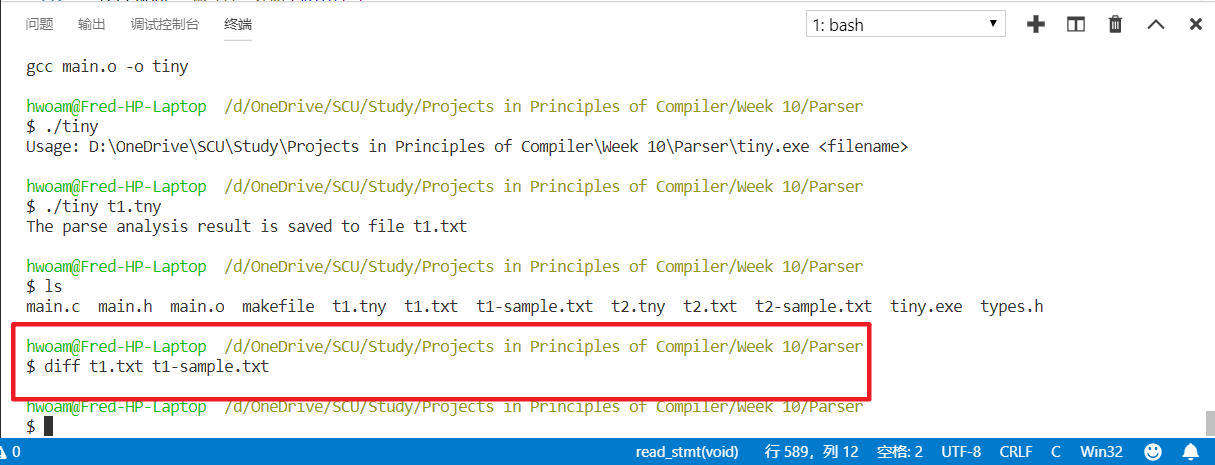 问题 输出 调试控制台 终端 1: bash
gcc main.o -o tiny
hwoam@Fred-HP-Laptop /d/OneDrive/SCU/Study/Projects in Principles of Compiler/Week 10/Parser
$ ./tiny
Usage: D:\OneDrive\SCU\Study\Projects in Principles of Compiler\Week 10\Parser\tiny.exe <filename>
hwoam@Fred-HP-Laptop /d/OneDrive/SCU/Study/Projects in Principles of Compiler/Week 10/Parser
$ ./tiny t1.tny
The parse analysis result is saved to file t1.txt
hwoam@Fred-HP-Laptop /d/OneDrive/SCU/Study/Projects in Principles of Compiler/Week 10/Parser
$ ls
main.c main.h main.o makefile t1.tny t1.txt t1-sample.txt t2.tny t2.txt t2-sample.txt tiny.exe types.h
hwoam@Fred-HP-Laptop /d/OneDrive/SCU/Study/Projects in Principles of Compiler/Week 10/Parser
$ diff t1.txt t1-sample.txt
hwoam@Fred-HP-Laptop /d/OneDrive/SCU/Study/Projects in Principles of Compiler/Week 10/Parser
$
0 read_stmt(void) 行 589，列 12 空格: 2 UTF-8 CRLF C Win32